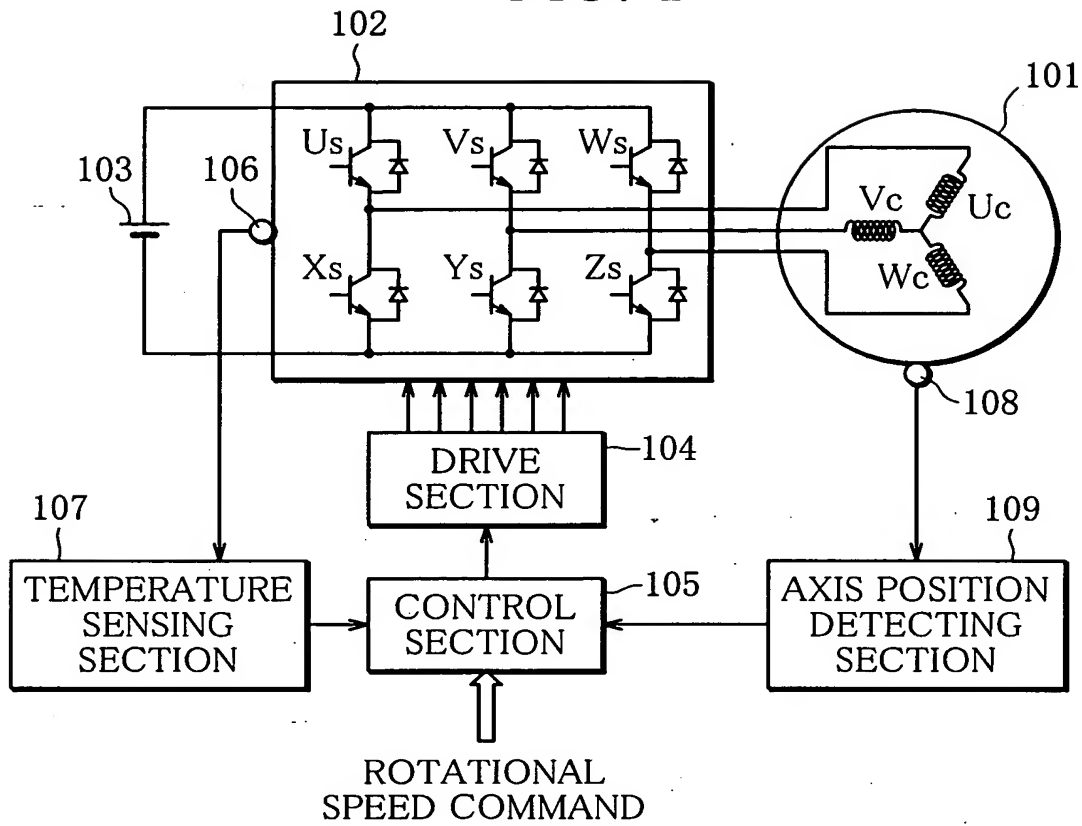 102
101
Us
Vs
Ws
103
106
Vc
Uc
Xs
Ys
Zs
Wc
108
DRIVE
SECTION
104
107
109
TEMPERATURE
SENSING
SECTION
CONTROL
SECTION
105
AXIS POSITION
DETECTING
SECTION
ROTATIONAL
SPEED COMMAND